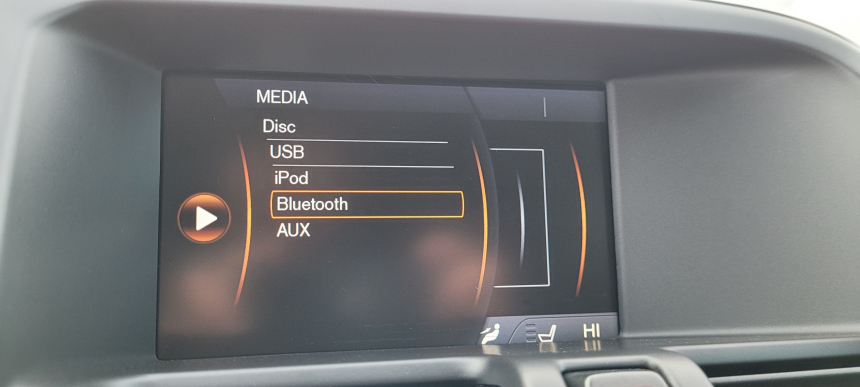 MEDIA
Disc
USB
iPod
Bluetooth
AUX
HI